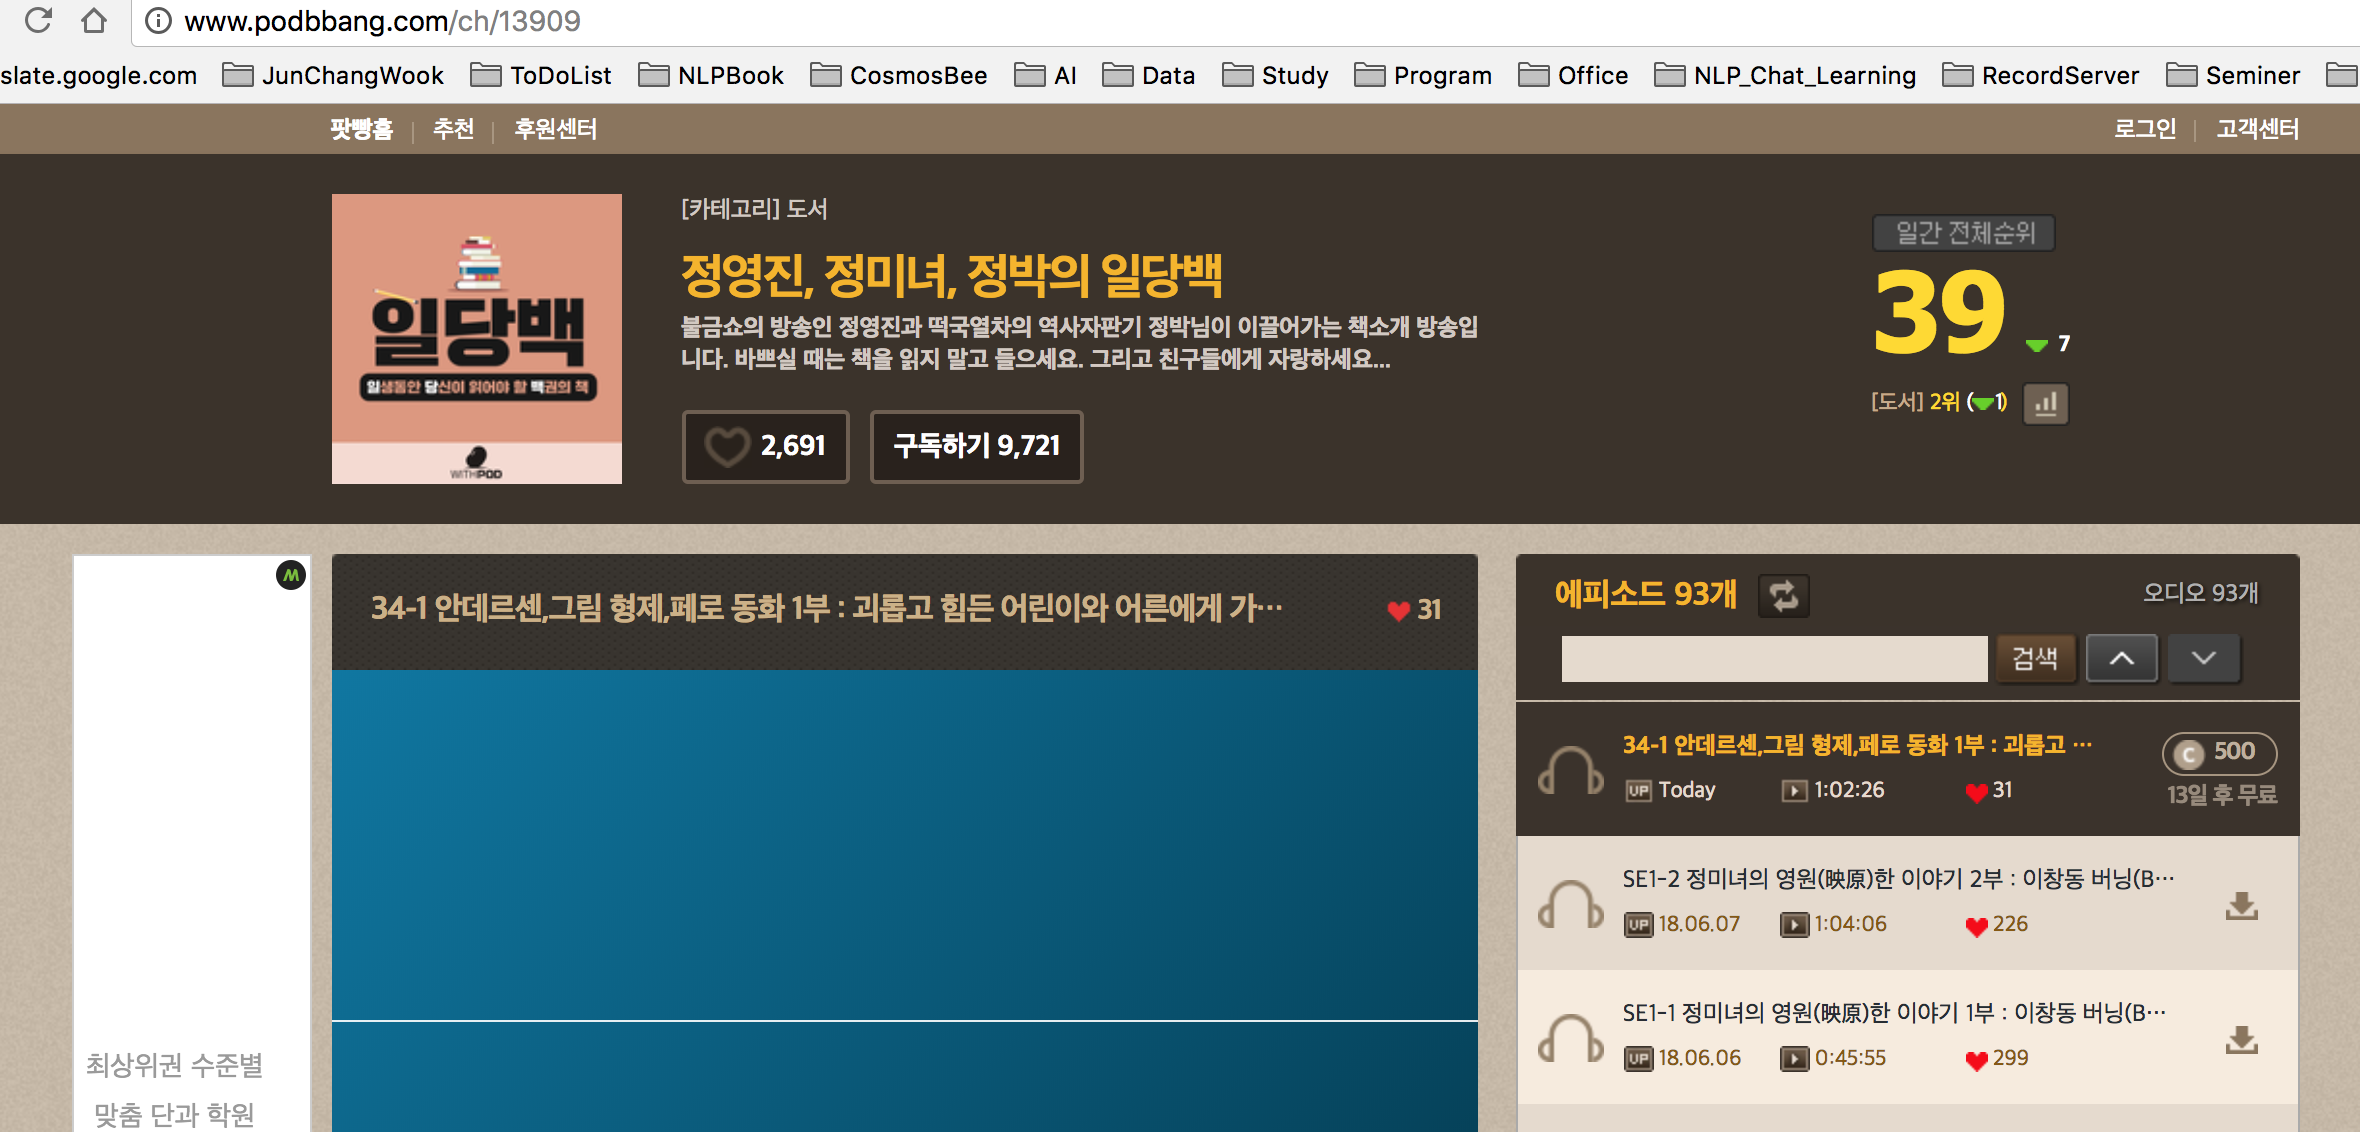 www.podbbang.com/ch/13909
slate.google.com JunChangWook ToDoList NLPBook CosmosBee AI Data Study Program Office NLP_Chat_Learning RecordServer Seminer
팟빵홈 추천 후원센터 로그인 고객센터
일당백
일생동안 당신이 읽어야 할 백권의 책
WITHPOD
[카테고리] 도서
정영진, 정미녀, 정박의 일당백
불금쇼의 방송인 정영진과 떡국열차의 역사자판기 정박님이 이끌어가는 책소개 방송입
니다. 바쁘실 때는 책을 읽지 말고 들으세요. 그리고 친구들에게 자랑하세요...
2,691 구독하기 9,721
일간 전체순위
39 7
[도서] 2위 (1)
최상위권 수준별
맞춤 단과 학원
34-1 안데르센,그림 형제,페로 동화 1부 : 괴롭고 힘든 어린이와 어른에게 가… 31
에피소드 93개 오디오 93개
검색
34-1 안데르센,그림 형제,페로 동화 1부 : 괴롭고 … C 500
UP Today 1:02:26 31 13일 후 무료
SE1-2 정미녀의 영원(映原)한 이야기 2부 : 이창동 버닝(B…
UP 18.06.07 1:04:06 226
SE1-1 정미녀의 영원(映原)한 이야기 1부 : 이창동 버닝(B…
UP 18.06.06 0:45:55 299